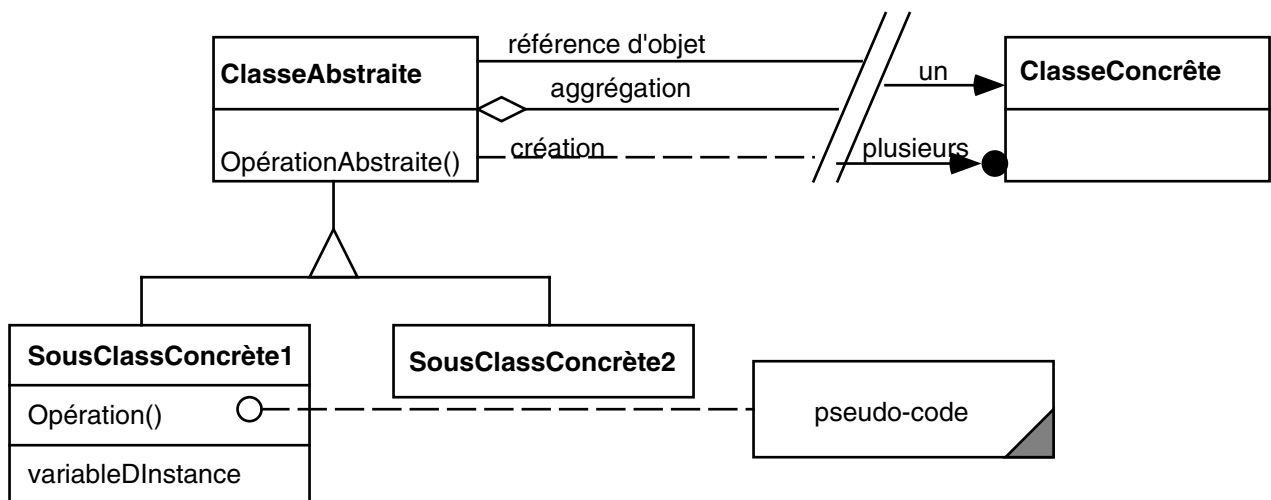 référence d'objet
ClasseAbstraite
un
ClasseConcrête
aggrégation
OpérationAbstraite()
création
plusieurs
SousClassConcrète1
SousClassConcrète2
Opération()
pseudo-code
variableDInstance